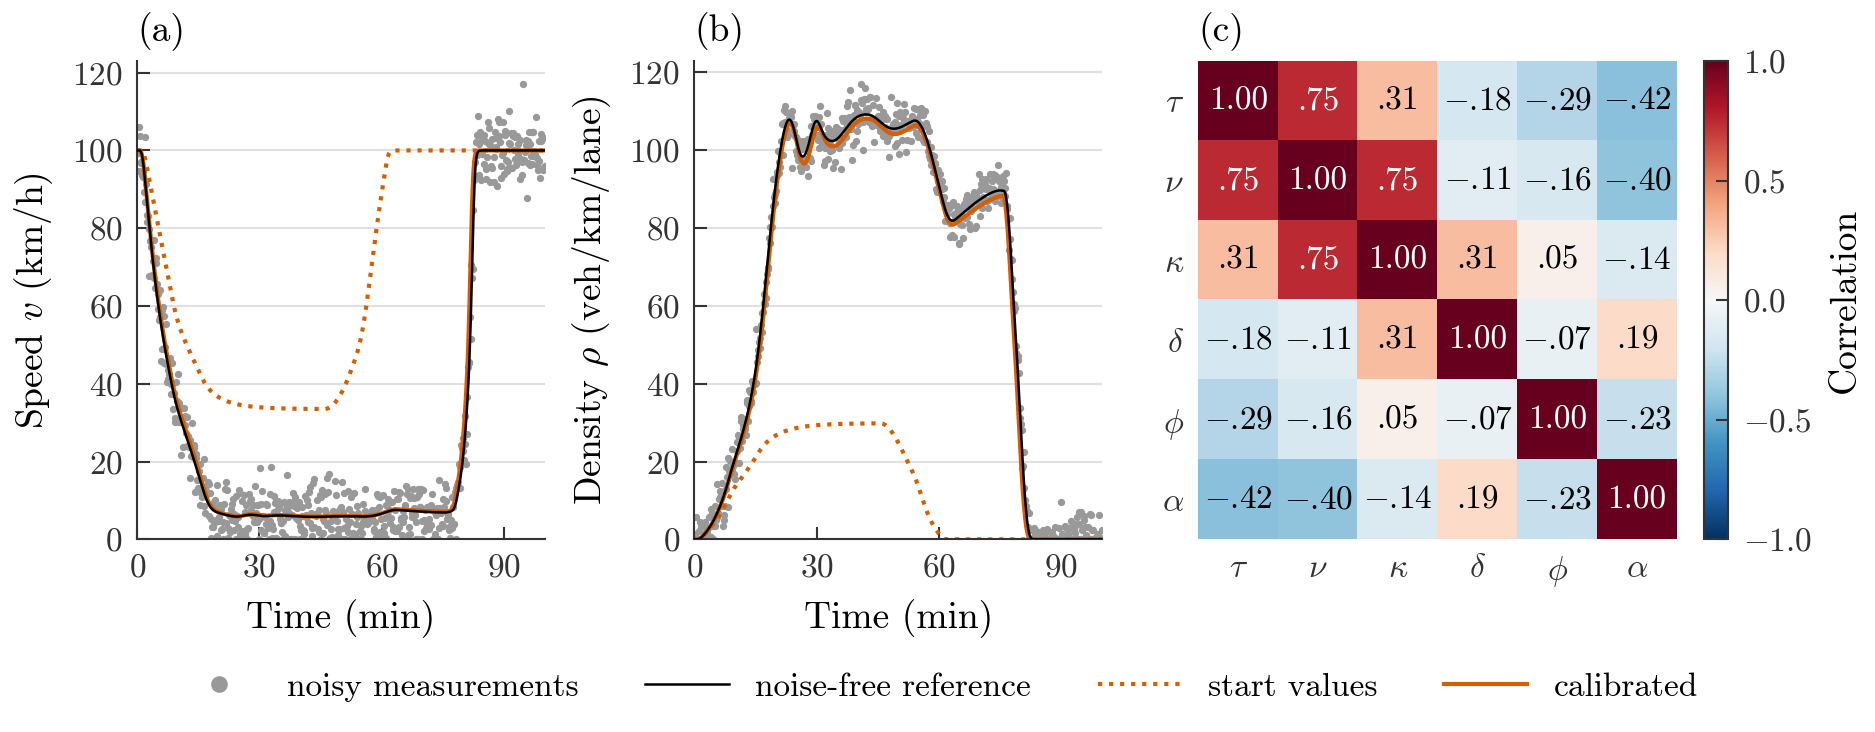 (a)
(b)
(c)
Speed v (km/h)
120
100
80
60
40
20
0
0 30 60 90
Time (min)
Density ρ (veh/km/lane)
120
100
80
60
40
20
0
0 30 60 90
Time (min)
τ 1.00 .75 .31 −.18 −.29 −.42
ν .75 1.00 .75 −.11 −.16 −.40
κ .31 .75 1.00 .31 .05 −.14
δ −.18 −.11 .31 1.00 −.07 .19
ϕ −.29 −.16 .05 −.07 1.00 −.23
α −.42 −.40 −.14 .19 −.23 1.00
τ ν κ δ ϕ α
1.0
0.5
0.0
−0.5
−1.0
Correlation
noisy measurements noise-free reference start values calibrated